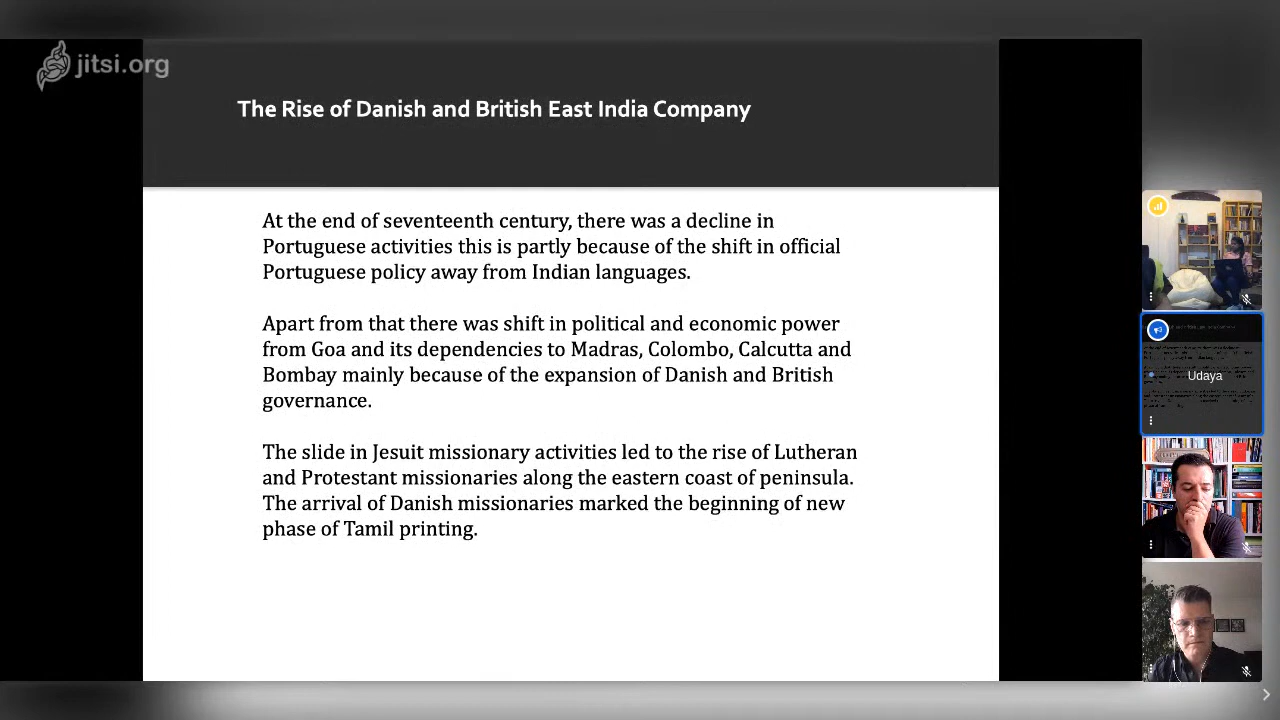 jitsi.org
The Rise of Danish and British East India Company
At the end of seventeenth century, there was a decline in
Portuguese activities this is partly because of the shift in official
Portuguese policy away from Indian languages.
Apart from that there was shift in political and economic power
from Goa and its dependencies to Madras, Colombo, Calcutta and
Bombay mainly because of the expansion of Danish and British
governance.
The slide in Jesuit missionary activities led to the rise of Lutheran
and Protestant missionaries along the eastern coast of peninsula.
The arrival of Danish missionaries marked the beginning of new
phase of Tamil printing.
Udaya